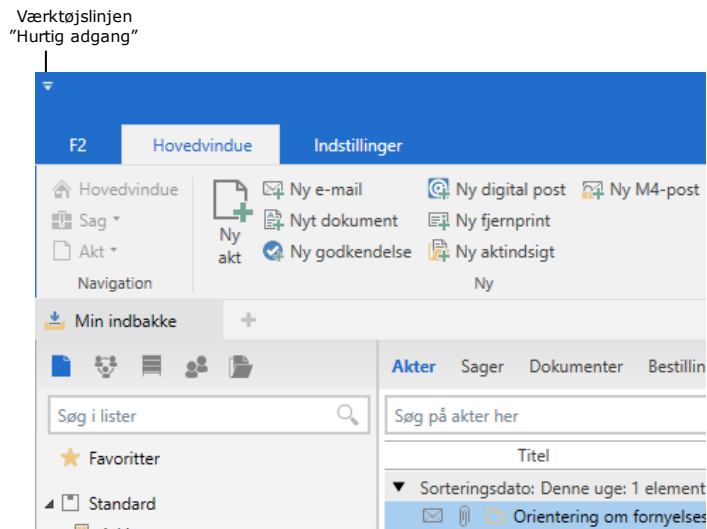 Værktøjslinjen
”Hurtig adgang”
F2 Hovedvindue Indstillinger
Hovedvindue Ny e-mail Ny digital post Ny M4-post
Sag Nyt dokument Ny fjernprint
Ny akt
Akt Ny godkendelse Ny aktindsigt
Navigation Ny
Min indbakke
Akter Sager Dokumenter Bestillin
Søg i lister Søg på akter her
Titel
Favoritter
Sorteringsdato: Denne uge: 1 element
Standard
Orientering om fornyelses